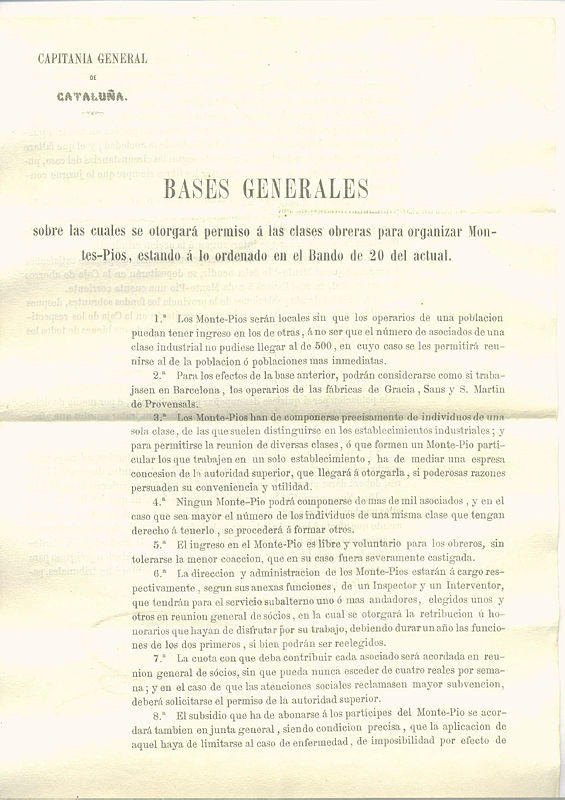 CAPITANIA GENERAL
DE
CATALUÑA.
BASES GENERALES
sobre las cuales se otorgará permiso á las clases obreras para organizar Mon-
tes-Pios, estando á lo ordenado en el Bando de 20 del actual.
1.ª Los Monte-Pios serán locales sin que los operarios de una poblacion
puedan tener ingreso en los de otras, á no ser que el número de asociados de una
clase industrial no pudiese llegar al de 500, en cuyo caso se les permitirá reu-
nirse al de la poblacion ó poblaciones mas inmediatas.
2.ª Para los efectos de la base anterior, podrán considerarse como si traba-
jasen en Barcelona, los operarios de las fábricas de Gracia, Sans y S. Martin
de Provensals.
3.ª Los Monte-Pios han de componerse precisamente de individuos de una
sola clase, de las que suelen distinguirse en los establecimientos industriales; y
para permitirse la reunion de diversas clases, ó que formen un Monte-Pio parti-
cular los que trabajen en un solo establecimiento, ha de mediar una espresa
concesion de la autoridad superior, que llegará á otorgarla, si poderosas razones
persuaden su conveniencia y utilidad.
4.ª Ningun Monte-Pio podrá componerse de mas de mil asociados, y en el
caso que sea mayor el número de los individuos de una misma clase que tengan
derecho á tenerlo, se procederá á formar otros.
5.ª El ingreso en el Monte-Pio es libre y voluntario para los obreros, sin
tolerarse la menor coaccion, que en su caso fuera severamente castigada.
6.ª La direccion y administracion de los Montes-Pios estarán á cargo res-
pectivamente, segun sus anexas funciones, de un Inspector y un Interventor,
que tendrán para el servicio subalterno uno ó mas andadores, elegidos unos y
otros en reunion general de sócios, en la cual se otorgará la retribucion ú ho-
norarios que hayan de disfrutar por su trabajo, debiendo durar un año las funcio-
nes de los dos primeros, si bien podrán ser reelegidos.
7.ª La cuota con que deba contribuir cada asociado será acordada en reu-
nion general de sócios, sin que pueda nunca esceder de cuatro reales por sema-
na; y en el caso de que las atenciones sociales reclamasen mayor subvencion,
deberá solicitarse el permiso de la autoridad superior.
8.ª El subsidio que ha de abonarse á los partícipes del Monte-Pio se acor-
dará tambien en junta general, siendo condicion precisa, que la aplicacion de
aquel haya de limitarse al caso de enfermedad, de imposibilidad por efecto de